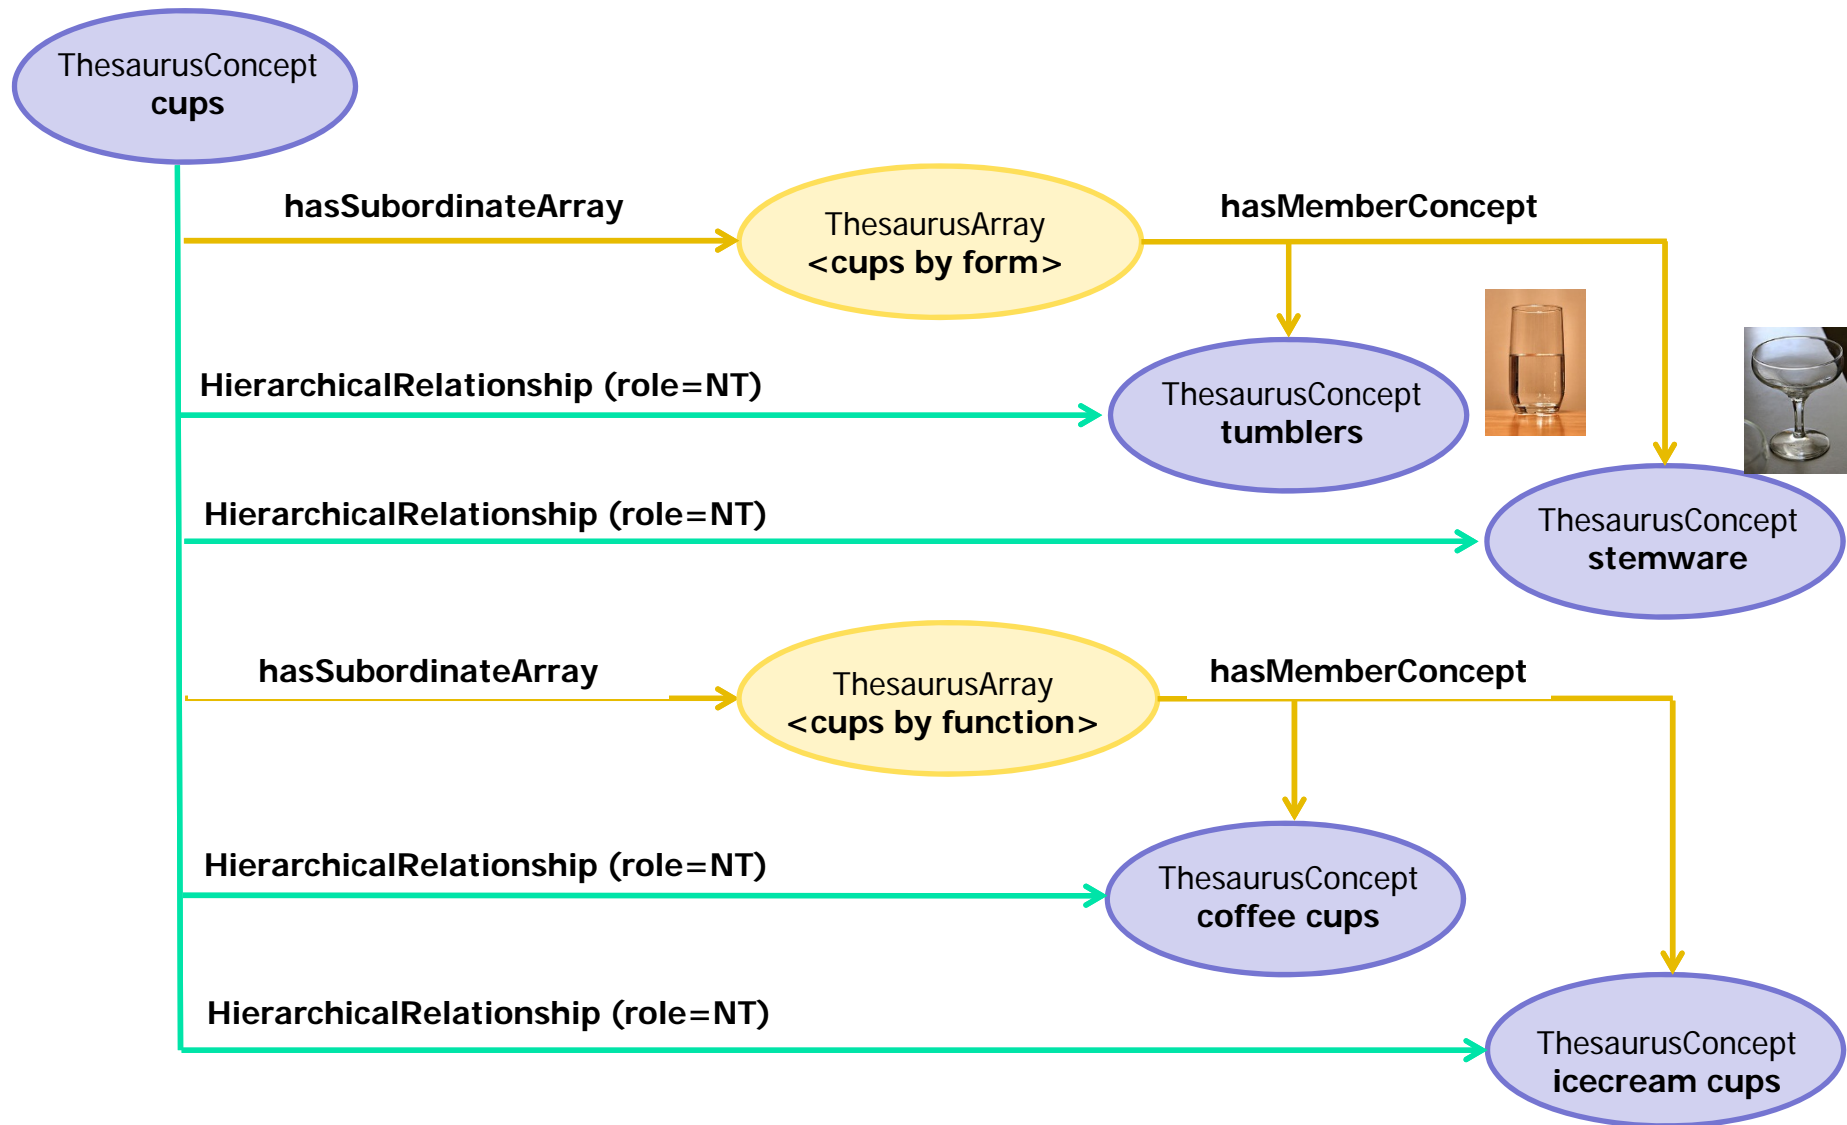 ThesaurusConcept
cups
hasSubordinateArray
ThesaurusArray
<cups by form>
hasMemberConcept
HierarchicalRelationship (role=NT)
ThesaurusConcept
tumblers
HierarchicalRelationship (role=NT)
ThesaurusConcept
stemware
hasSubordinateArray
ThesaurusArray
<cups by function>
hasMemberConcept
HierarchicalRelationship (role=NT)
ThesaurusConcept
coffee cups
HierarchicalRelationship (role=NT)
ThesaurusConcept
icecream cups